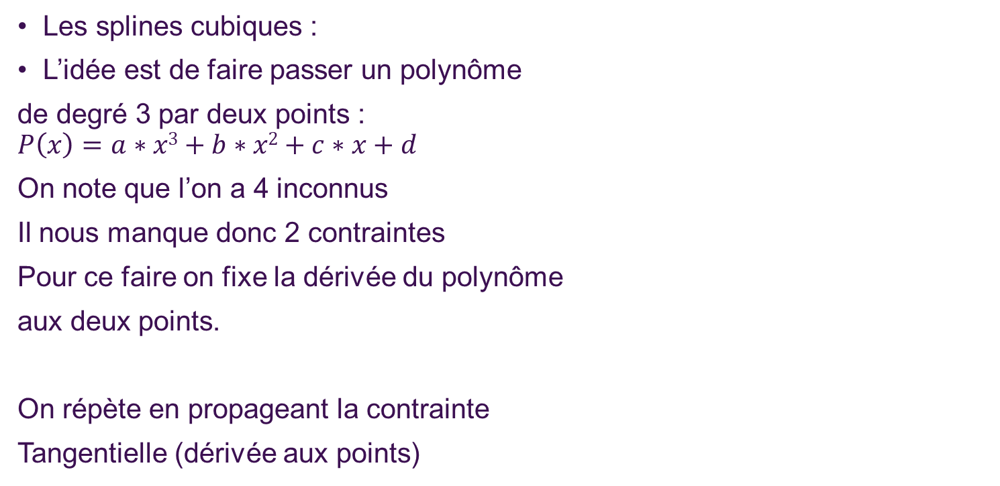 • Les splines cubiques :
• L’idée est de faire passer un polynôme
de degré 3 par deux points :
P(x) = a ∗ x³ + b ∗ x² + c ∗ x + d
On note que l’on a 4 inconnus
Il nous manque donc 2 contraintes
Pour ce faire on fixe la dérivée du polynôme
aux deux points.
On répète en propageant la contrainte
Tangentielle (dérivée aux points)